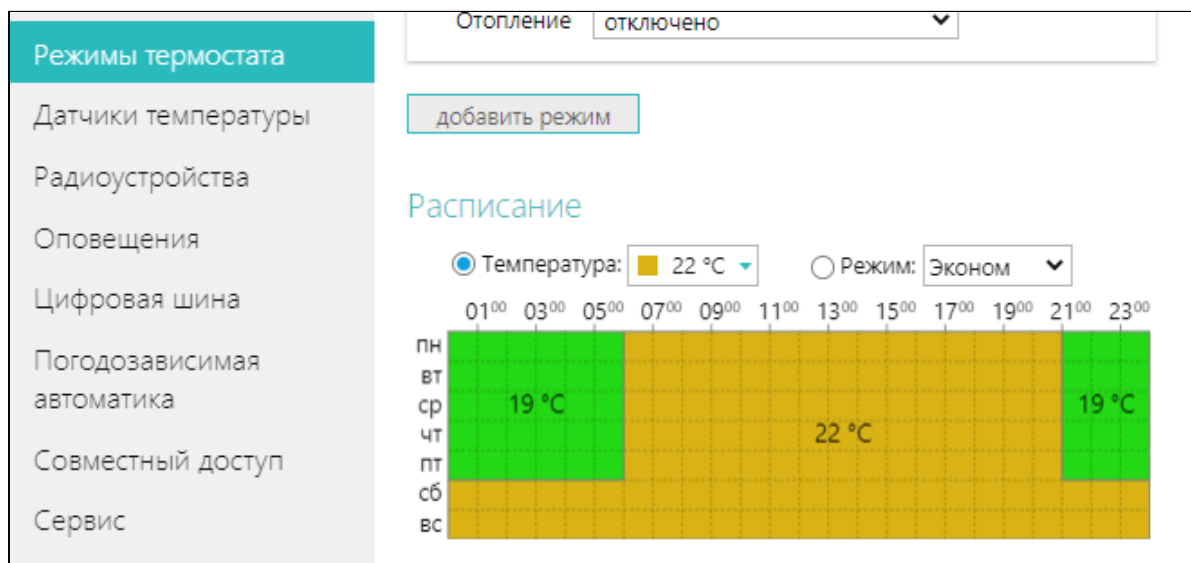 Отопление отключено
Режимы термостата
Датчики температуры
добавить режим
Радиоустройства
Расписание
Оповещения
Температура: 22 °C Режим: Эконом
Цифровая шина
01⁰⁰ 03⁰⁰ 05⁰⁰ 07⁰⁰ 09⁰⁰ 11⁰⁰ 13⁰⁰ 15⁰⁰ 17⁰⁰ 19⁰⁰ 21⁰⁰ 23⁰⁰
Погодозависимая
автоматика
Совместный доступ
Сервис
пн
вт
ср 19 °C 19 °C
чт 22 °C
пт
сб
вс